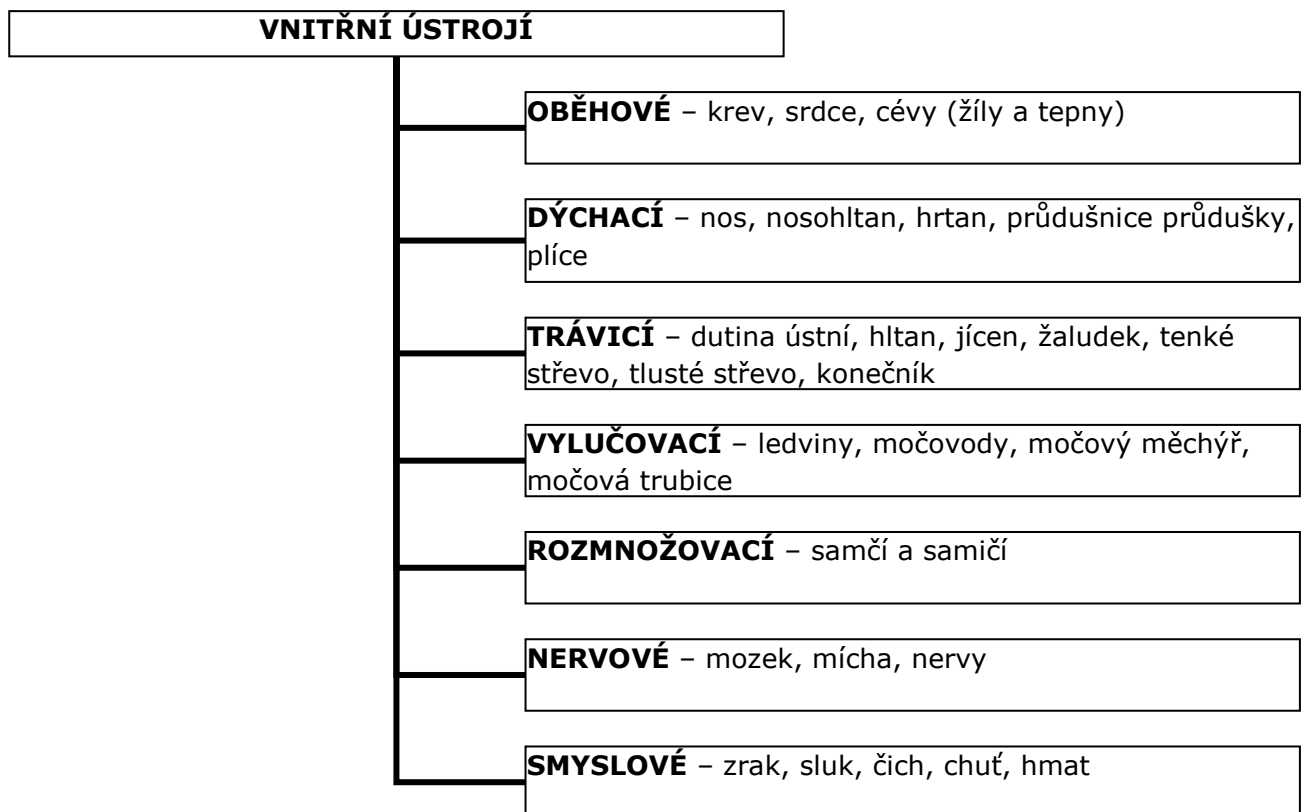 VNITŘNÍ ÚSTROJÍ
OBĚHOVÉ – krev, srdce, cévy (žíly a tepny)
DÝCHACÍ – nos, nosohltan, hrtan, průdušnice průdušky,
plíce
TRÁVICÍ – dutina ústní, hltan, jícen, žaludek, tenké
střevo, tlusté střevo, konečník
VYLUČOVACÍ – ledviny, močovody, močový měchýř,
močová trubice
ROZMNOŽOVACÍ – samčí a samičí
NERVOVÉ – mozek, mícha, nervy
SMYSLOVÉ – zrak, sluk, čich, chuť, hmat